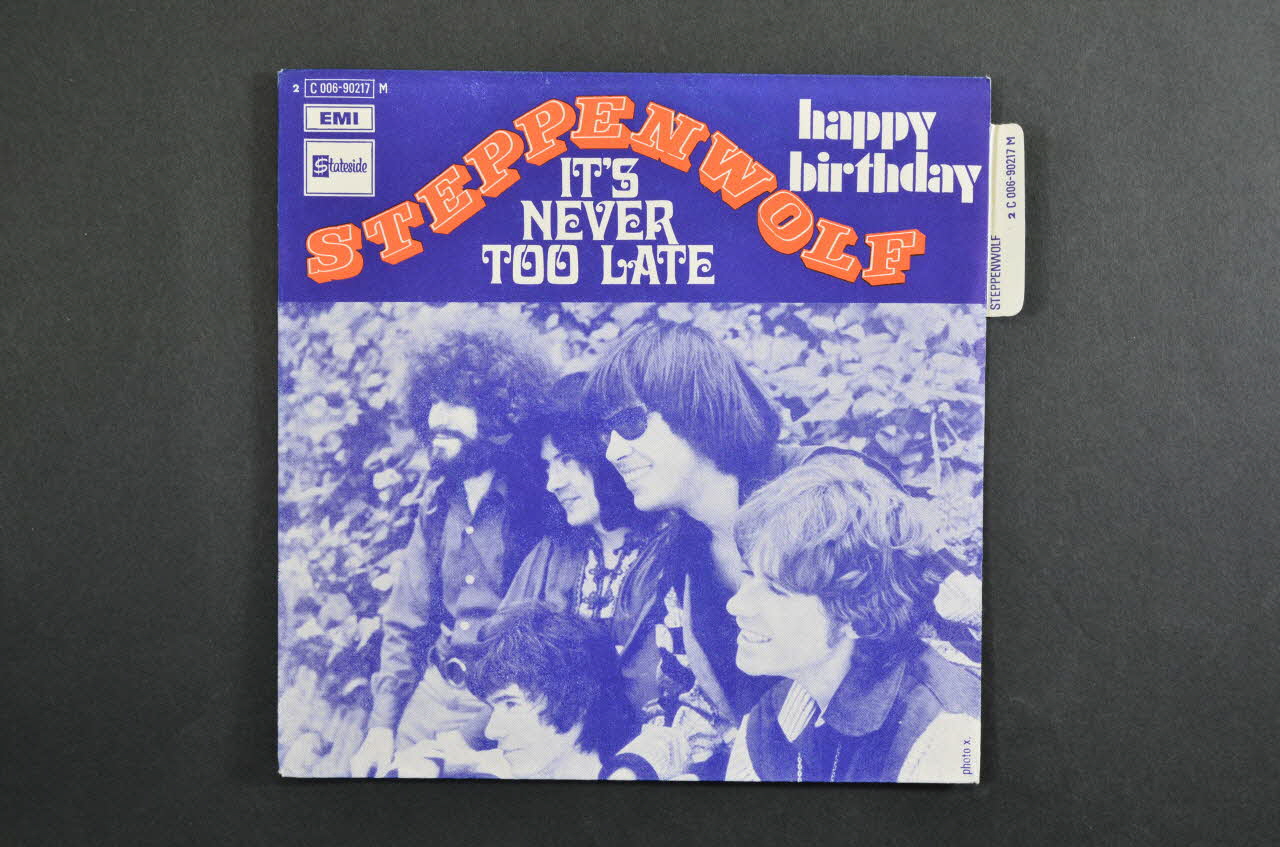 2 C 006-90217 M
EMI
Stateside
STEPPENWOLF
IT'S
NEVER
TOO LATE
happy
birthday
STEPPENWOLF 2 C 006-90217 M
photo x.